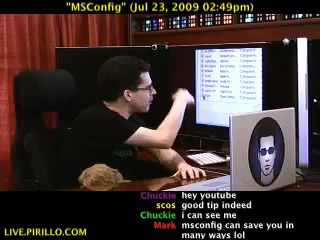 "MSConfig" (Jul 23, 2009 02:49pm)
Chuckie hey youtube
scos good tip indeed
Chuckie i can see me
Mark msconfig can save you in
many ways lol
LIVE.PIRILLO.COM